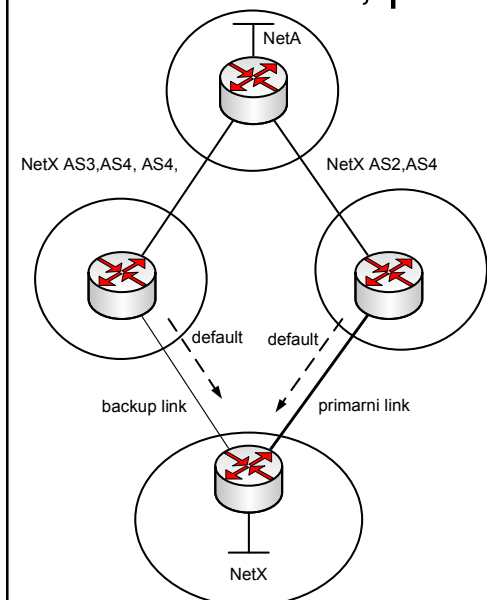 NetA
NetX AS3,AS4, AS4,
NetX AS2,AS4
default
default
backup link
primarni link
NetX